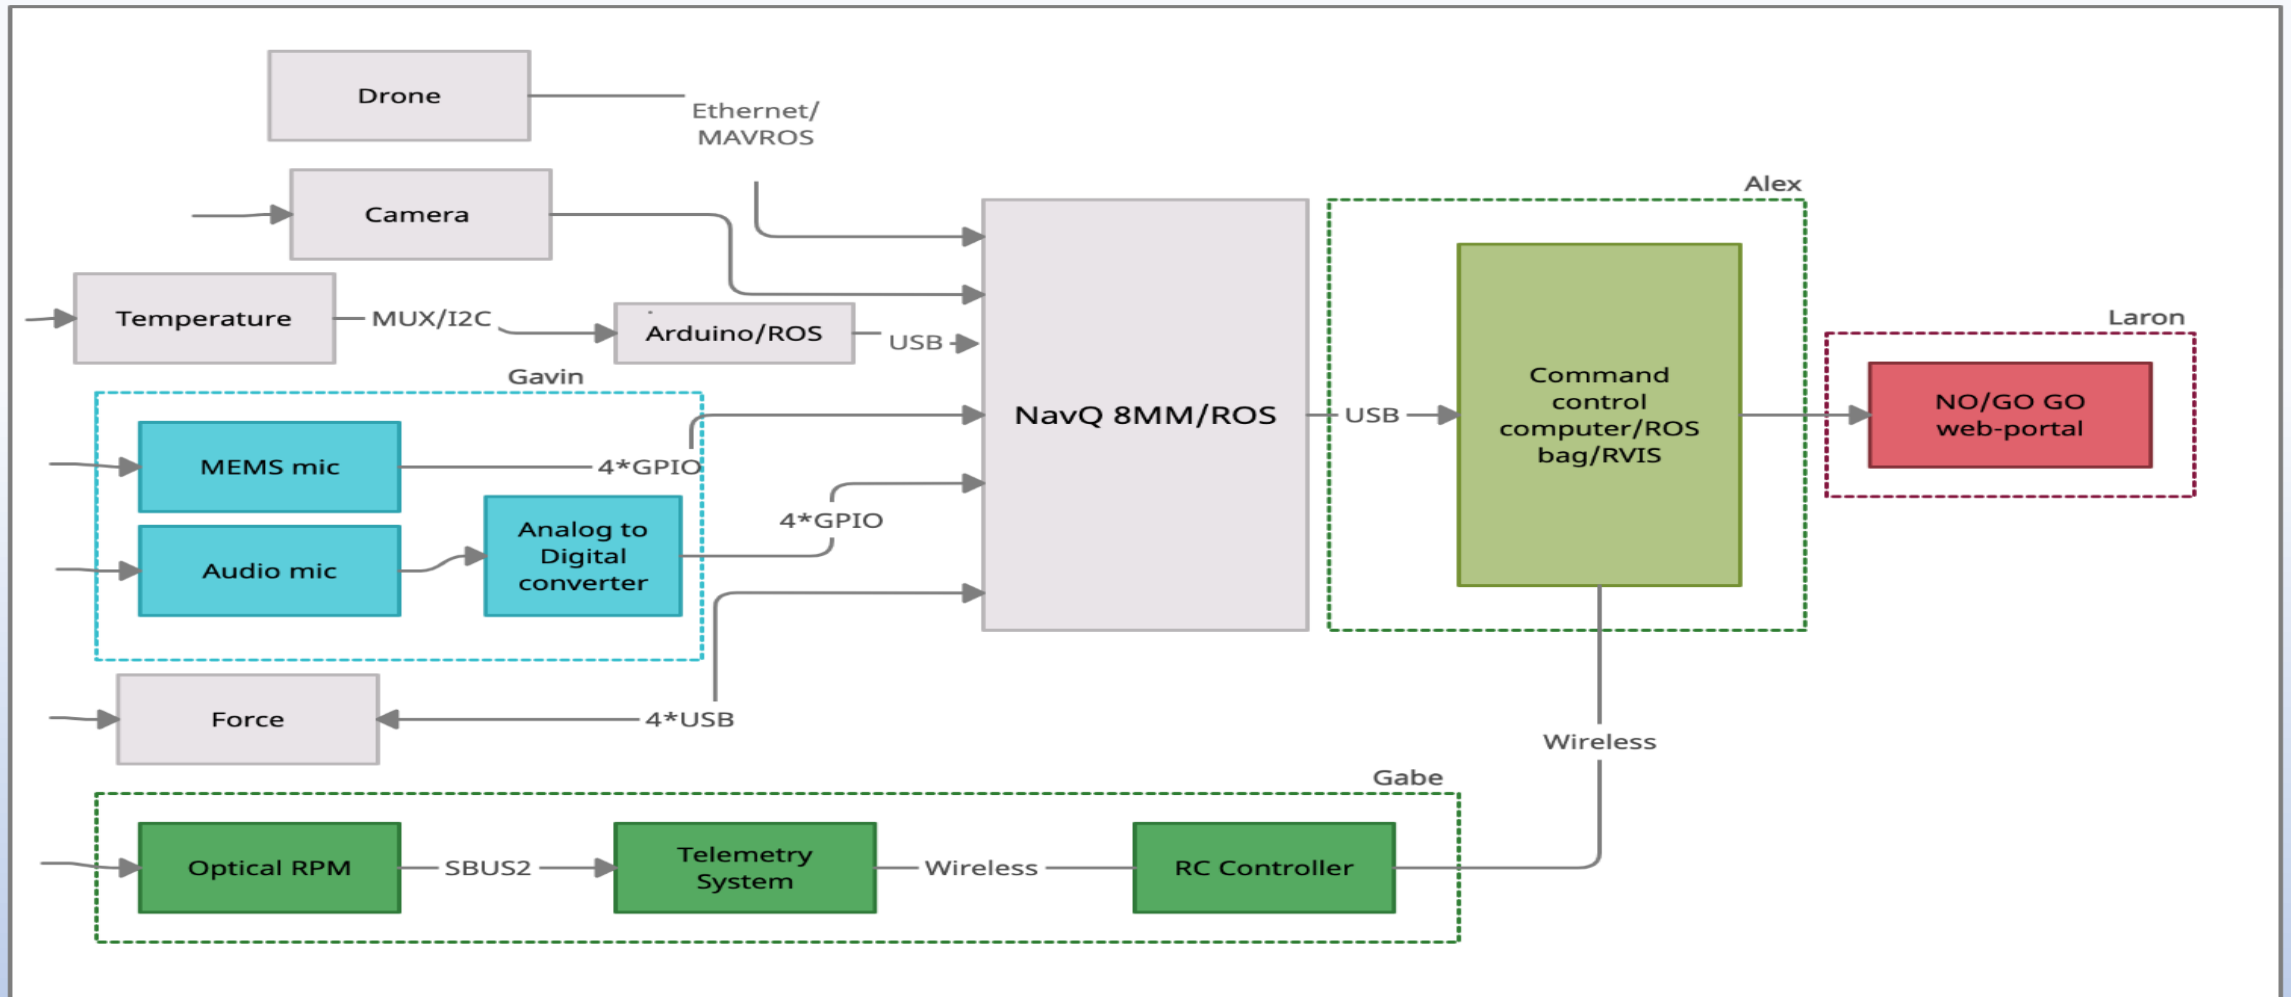 Drone
Ethernet/
MAVROS
Camera
Temperature
MUX/I2C
Arduino/ROS
USB
Gavin
MEMS mic
4*GPIO
Audio mic
Analog to
Digital
converter
4*GPIO
Force
4*USB
NavQ 8MM/ROS
USB
Alex
Command
control
computer/ROS
bag/RVIS
Laron
NO/GO GO
web-portal
Wireless
Gabe
Optical RPM
SBUS2
Telemetry
System
Wireless
RC Controller